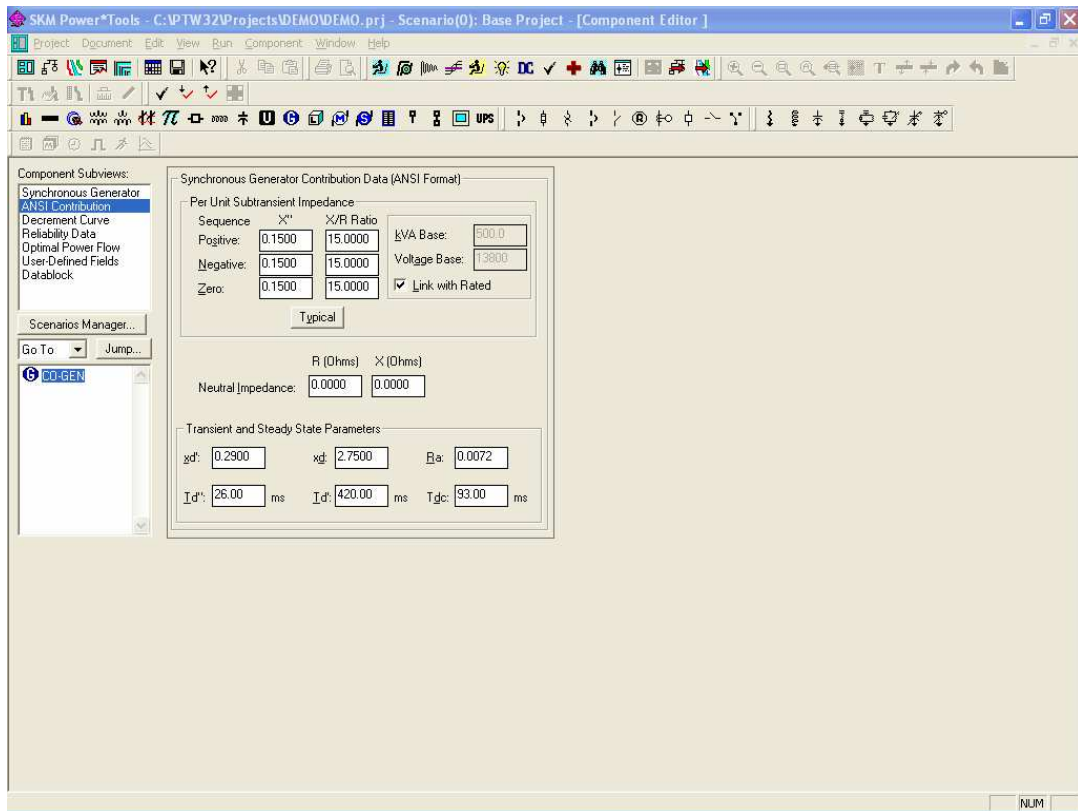 SKM Power*Tools - C:\PTW32\Projects\DEMO\DEMO.prj - Scenario(0): Base Project - [Component Editor ]
Project Document Edit View Run Component Window Help
DC
T
U G M S UPS R
Component Subviews:
Synchronous Generator
ANSI Contribution
Decrement Curve
Reliability Data
Optimal Power Flow
User-Defined Fields
Datablock
Scenarios Manager...
Go To Jump...
G CO-GEN
Synchronous Generator Contribution Data (ANSI Format)
Per Unit Subtransient Impedance
Sequence X'' X/R Ratio
Positive: 0.1500 15.0000
Negative: 0.1500 15.0000
Zero: 0.1500 15.0000
kVA Base: 500.0
Voltage Base: 13800
Link with Rated
Typical
R (Ohms) X (Ohms)
Neutral Impedance: 0.0000 0.0000
Transient and Steady State Parameters
xd': 0.2900 xd: 2.7500 Ra: 0.0072
Td'': 26.00 ms Td': 420.00 ms Tdc: 93.00 ms
NUM